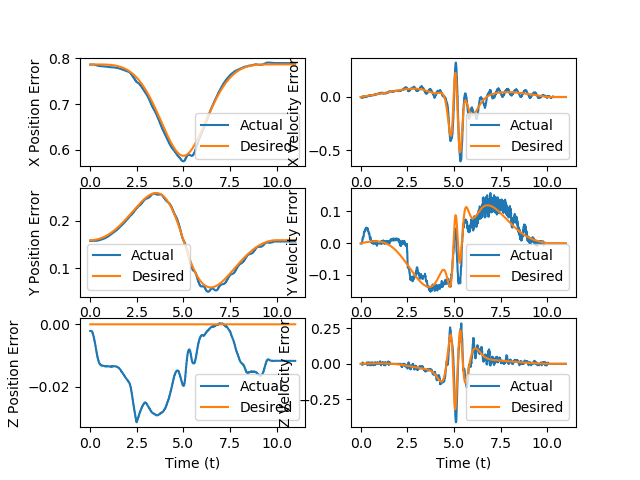 X Position Error
0.8
0.7
0.6
0.0 2.5 5.0 7.5 10.0
Actual
Desired
X Velocity Error
0.0
−0.5
0.0 2.5 5.0 7.5 10.0
Actual
Desired
Y Position Error
0.2
0.1
0.0 2.5 5.0 7.5 10.0
Actual
Desired
Y Velocity Error
0.1
0.0
−0.1
0.0 2.5 5.0 7.5 10.0
Actual
Desired
Z Position Error
0.00
−0.02
0.0 2.5 5.0 7.5 10.0
Time (t)
Actual
Desired
Z Velocity Error
0.25
0.00
−0.25
0.0 2.5 5.0 7.5 10.0
Time (t)
Actual
Desired